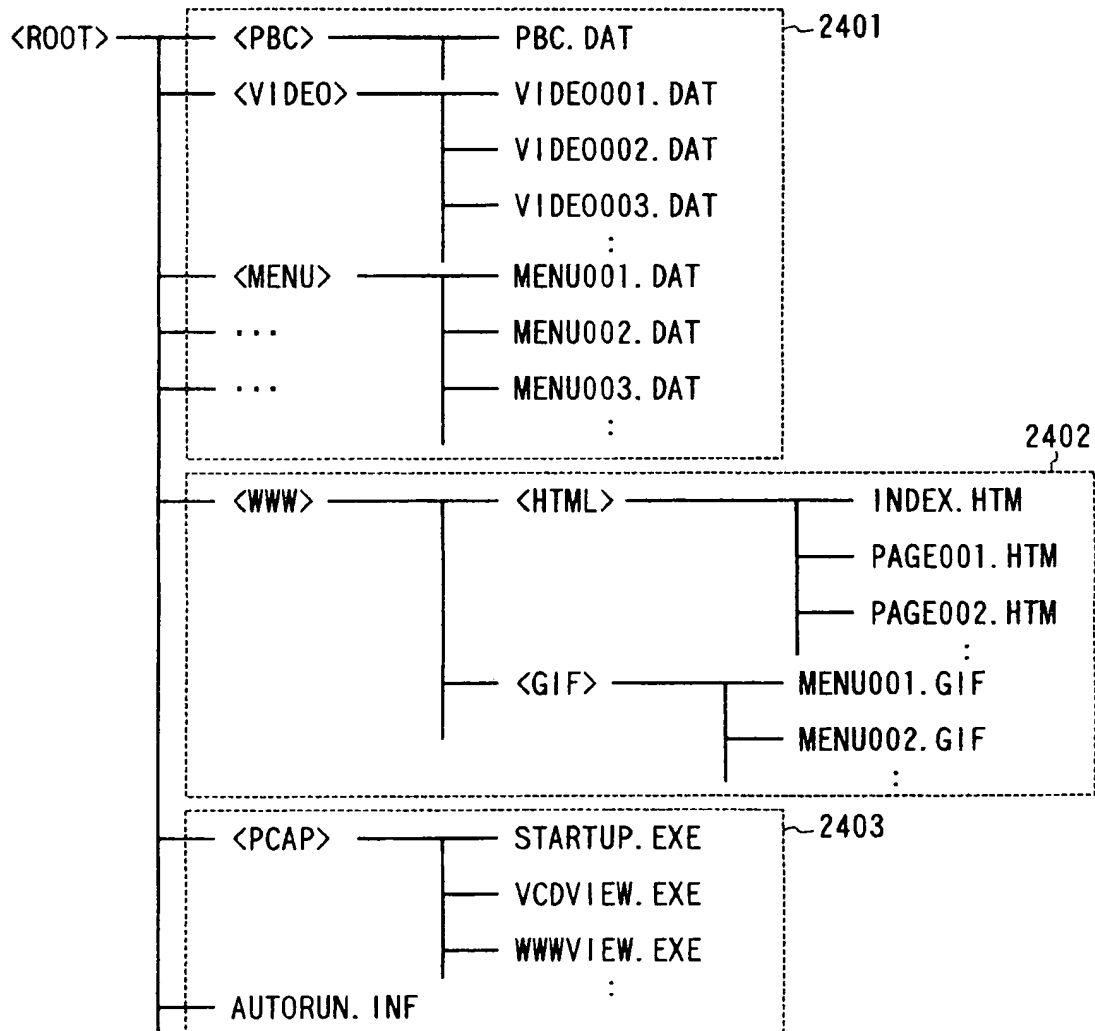 <ROOT> <PBC> PBC.DAT 2401
<VIDEO> VIDEO001.DAT
VIDEO002.DAT
VIDEO003.DAT
:
<MENU> MENU001.DAT
... MENU002.DAT
... MENU003.DAT
:
2402
<WWW> <HTML> INDEX.HTM
PAGE001.HTM
PAGE002.HTM
:
<GIF> MENU001.GIF
MENU002.GIF
:
<PCAP> STARTUP.EXE 2403
VCDVIEW.EXE
WWWVIEW.EXE
:
AUTORUN.INF